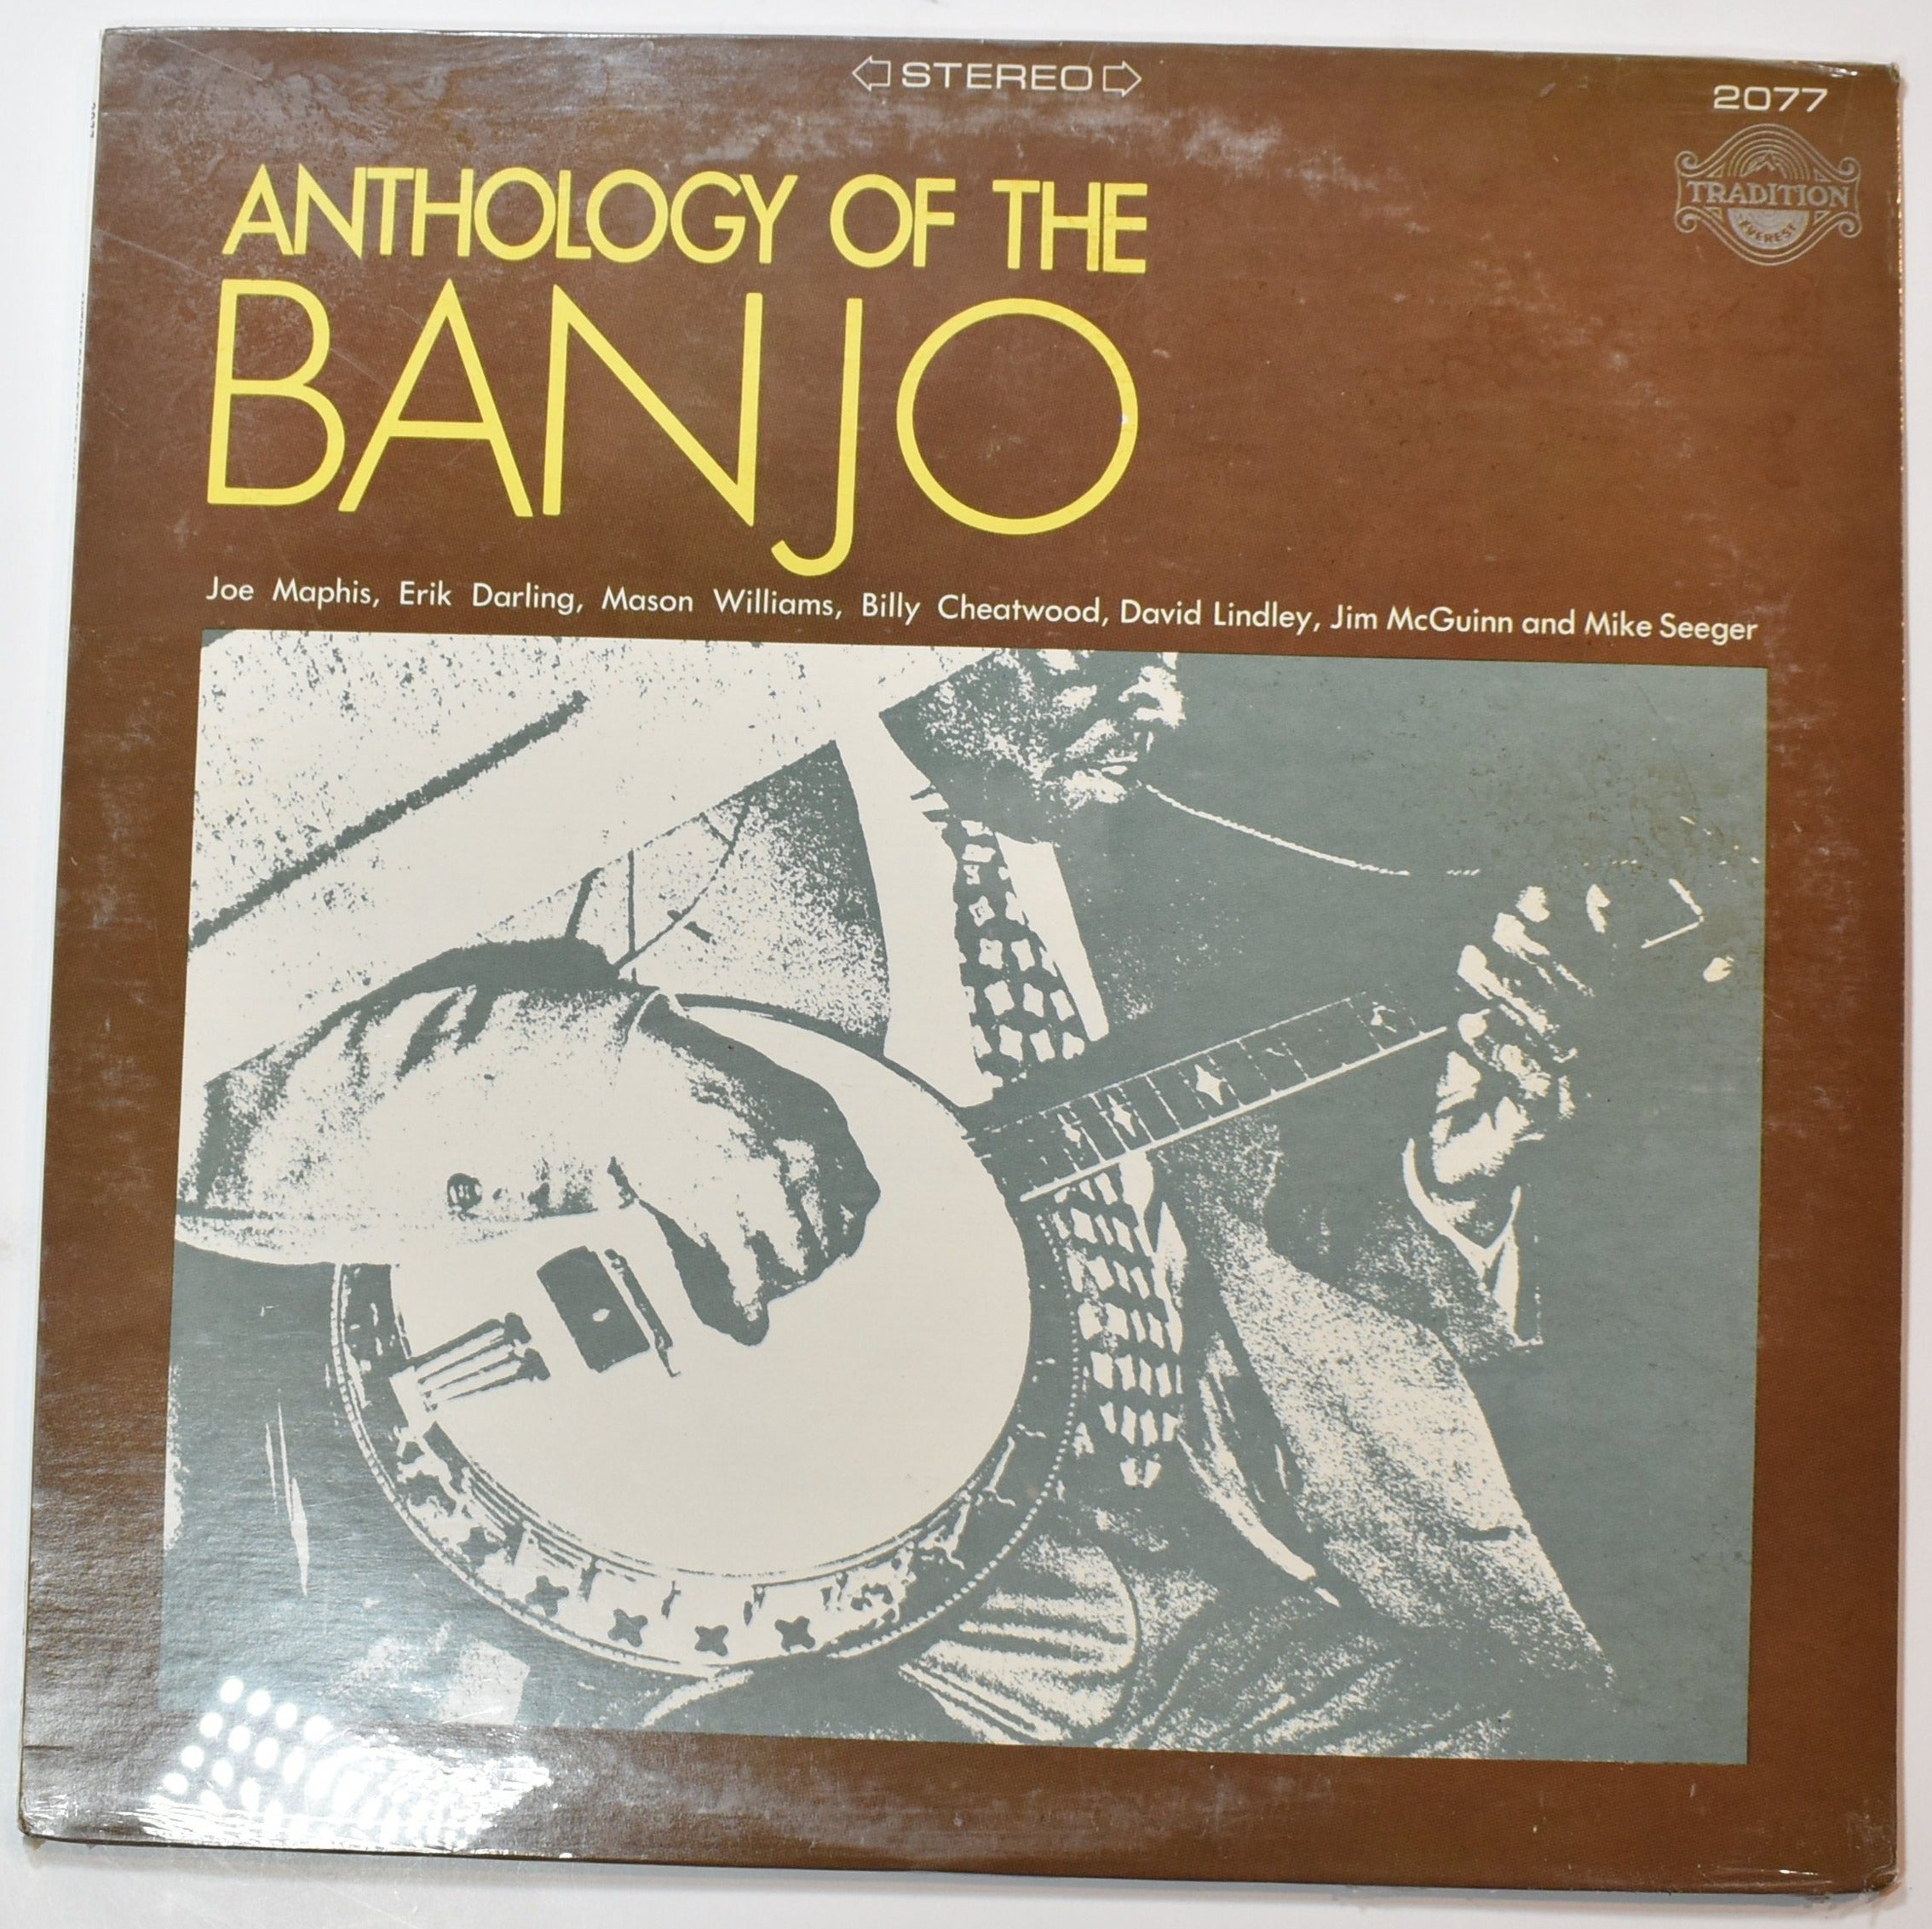 STEREO
2077
TRADITION
EVEREST
ANTHOLOGY OF THE
BANJO
Joe Maphis, Erik Darling, Mason Williams, Billy Cheatwood, David Lindley, Jim McGuinn and Mike Seeger